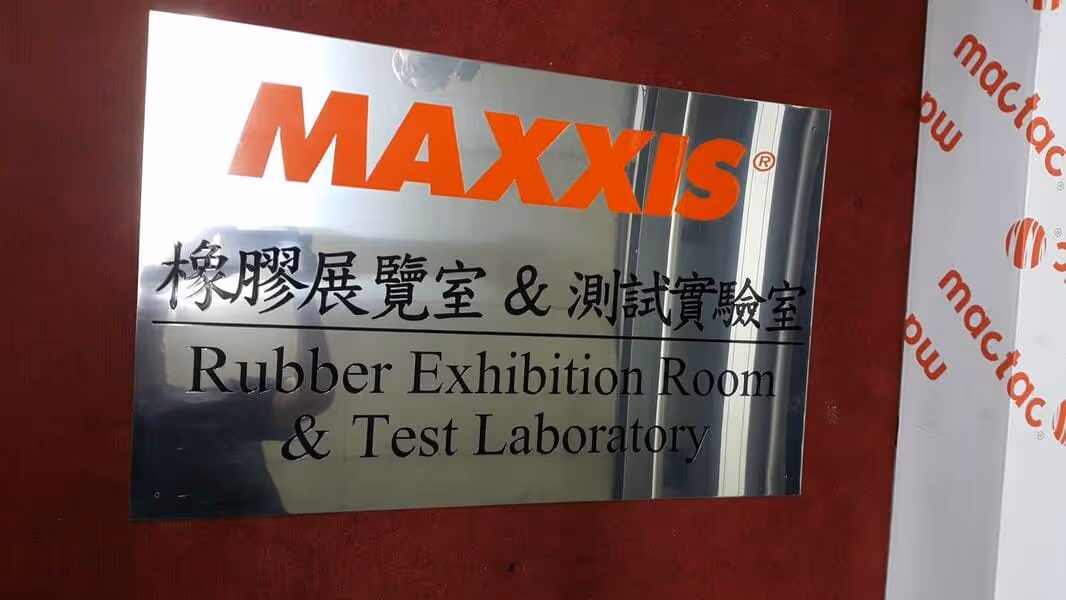 MAXXIS®
橡膠展覽室 & 測試實驗室
Rubber Exhibition Room
& Test Laboratory
mactac
mactac®